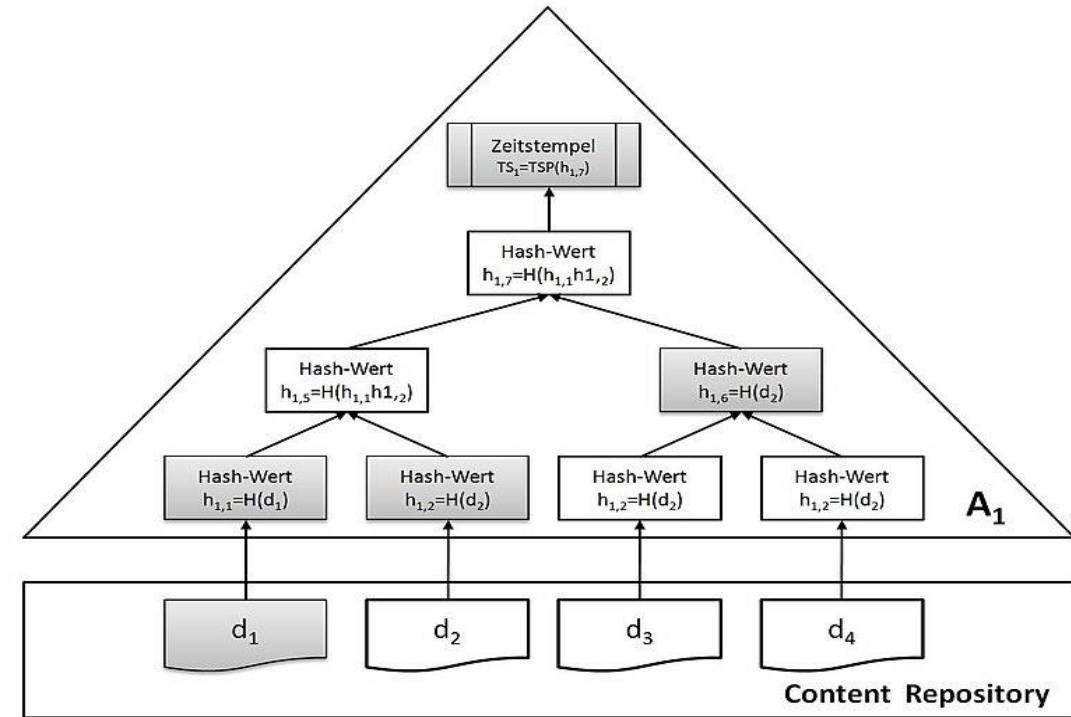 Zeitstempel
TS₁=TSP(h₁,₇)
Hash-Wert
h₁,₇=H(h₁,₁h1,₂)
Hash-Wert
h₁,₅=H(h₁,₁h1,₂)
Hash-Wert
h₁,₆=H(d₂)
Hash-Wert
h₁,₁=H(d₁)
Hash-Wert
h₁,₂=H(d₂)
Hash-Wert
h₁,₂=H(d₂)
Hash-Wert
h₁,₂=H(d₂)
A₁
d₁
d₂
d₃
d₄
Content Repository